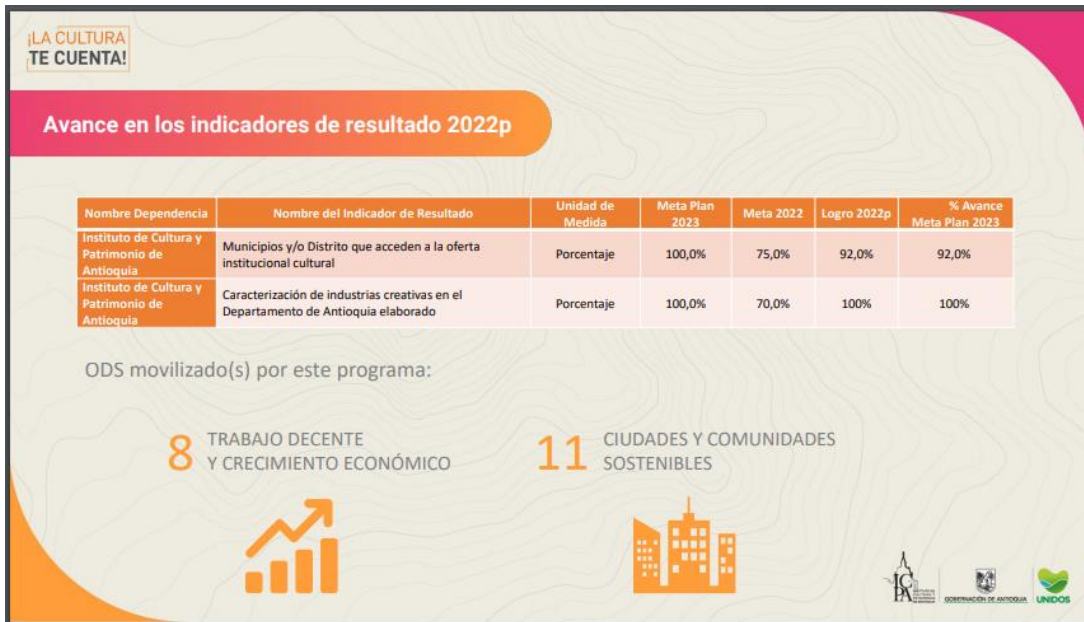 ¡LA CULTURA
TE CUENTA!
Avance en los indicadores de resultado 2022p
Nombre Dependencia Nombre del Indicador de Resultado Unidad de Medida Meta Plan 2023 Meta 2022 Logro 2022p % Avance Meta Plan 2023
Instituto de Cultura y Patrimonio de Antioquia Municipios y/o Distrito que acceden a la oferta institucional cultural Porcentaje 100,0% 75,0% 92,0% 92,0%
Instituto de Cultura y Patrimonio de Antioquia Caracterización de industrias creativas en el Departamento de Antioquia elaborado Porcentaje 100,0% 70,0% 100% 100%
ODS movilizado(s) por este programa:
8 TRABAJO DECENTE
Y CRECIMIENTO ECONÓMICO
11 CIUDADES Y COMUNIDADES
SOSTENIBLES
ICPA
GOBERNACIÓN DE ANTIOQUIA
UNIDOS